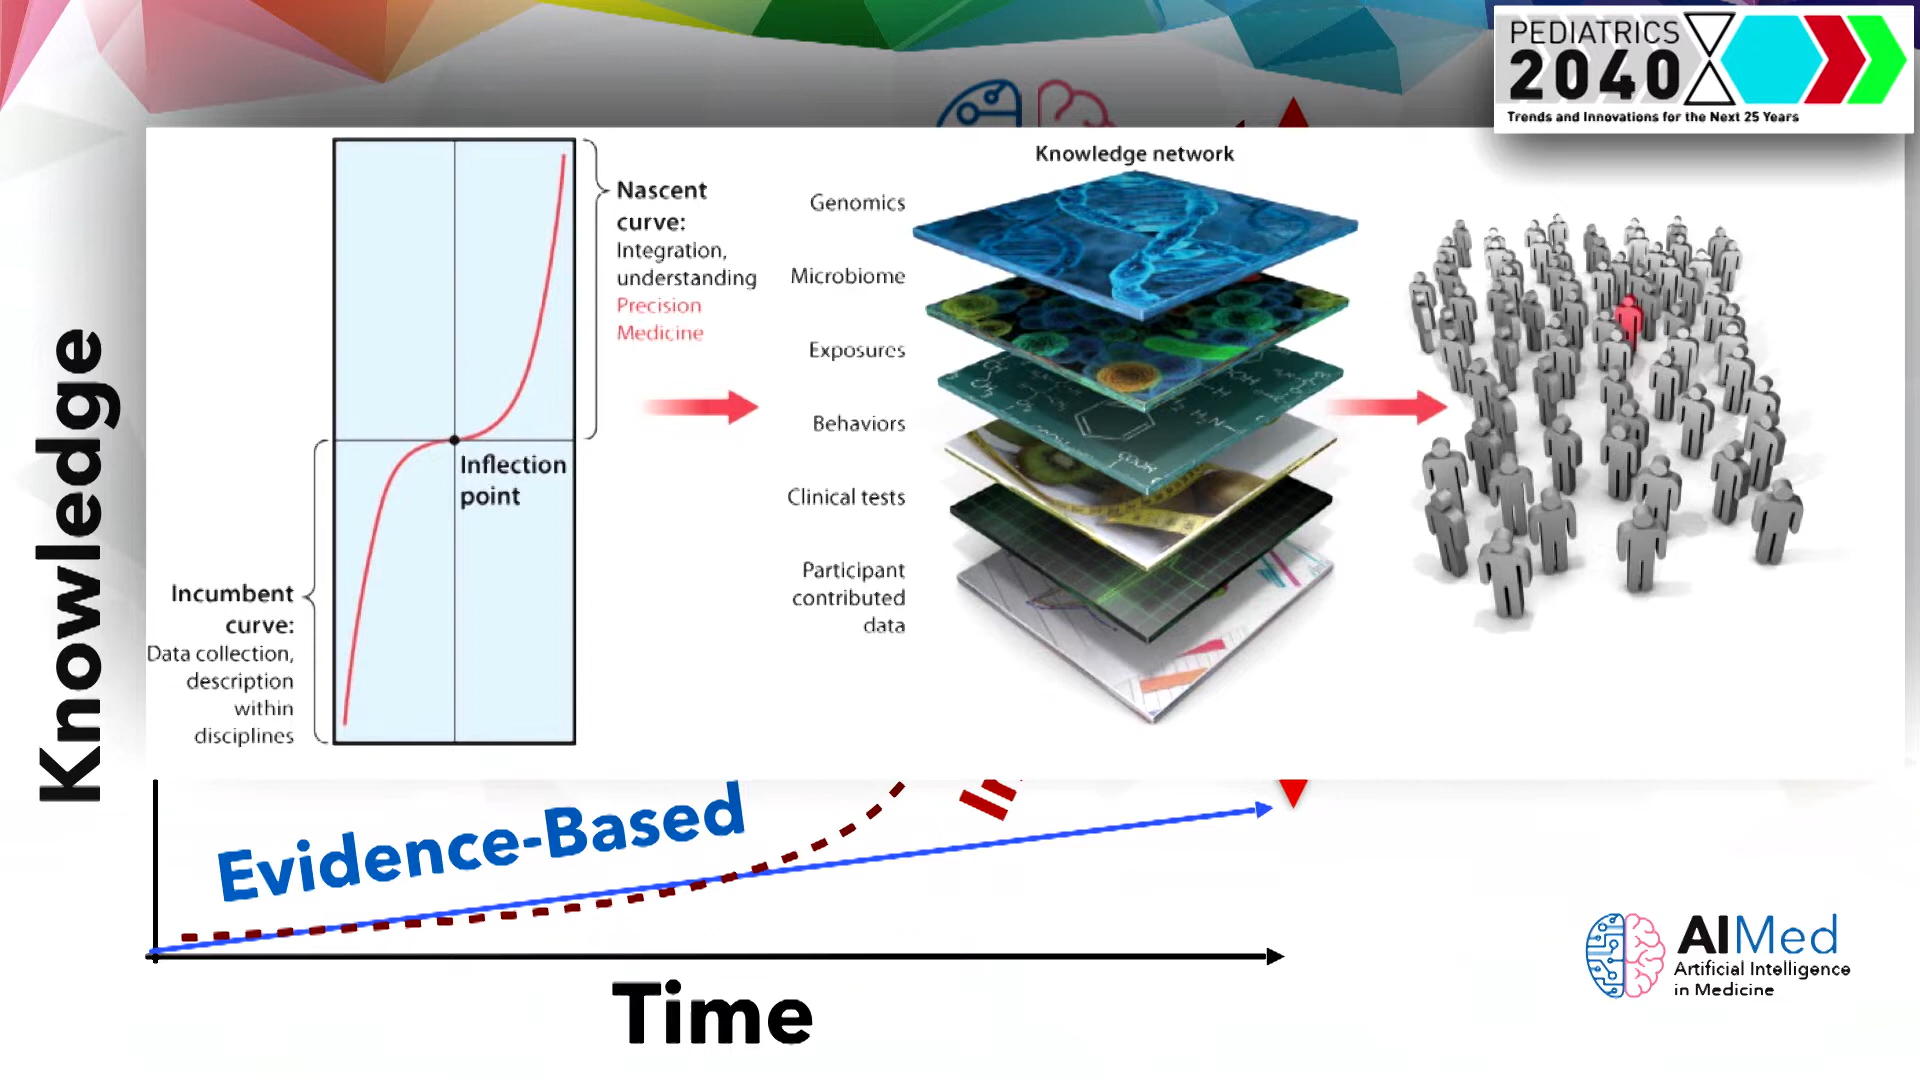 PEDIATRICS
2040
Trends and Innovations for the Next 25 Years
Knowledge
Nascent
curve:
Integration,
understanding
Precision
Medicine
Inflection
point
Incumbent
curve:
Data collection,
description
within
disciplines
Knowledge network
Genomics
Microbiome
Exposures
Behaviors
Clinical tests
Participant
contributed
data
Evidence-Based
Time
AIMed
Artificial Intelligence
in Medicine